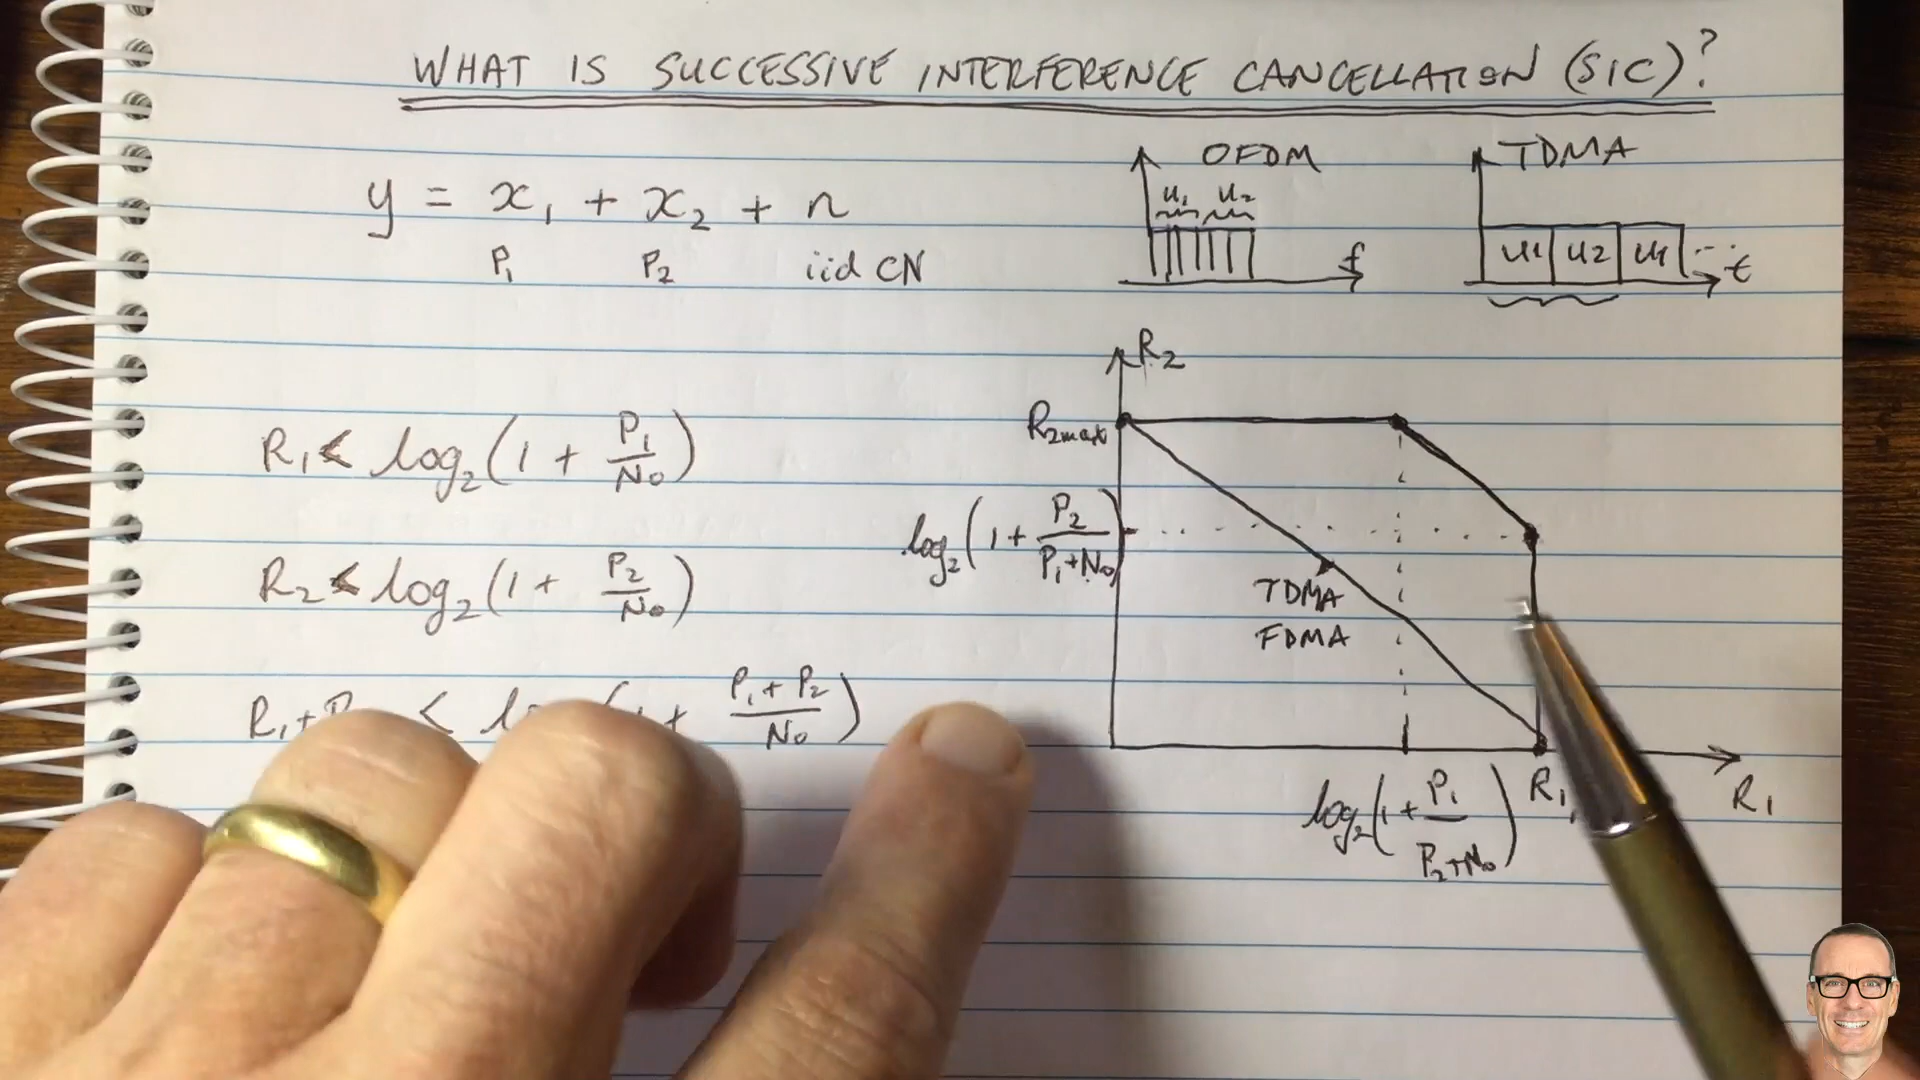 WHAT IS SUCCESSIVE INTERFERENCE CANCELLATION (SIC)?
y = x₁ + x₂ + n
P₁ P₂ iid CN
OFDM
u₁ u₂
f
TDMA
u1 u2 u1 ...
t
R₁ < log₂(1 + P₁/N₀)
R₂ < log₂(1 + P₂/N₀)
R₁ + < (1 + (P₁ + P₂)/N₀)
R₂
R₂max
log₂(1 + P₂/(P₁+N₀))
TDMA
FDMA
log₂(1 + P₁/(P₂+N₀))
R₁
R₁